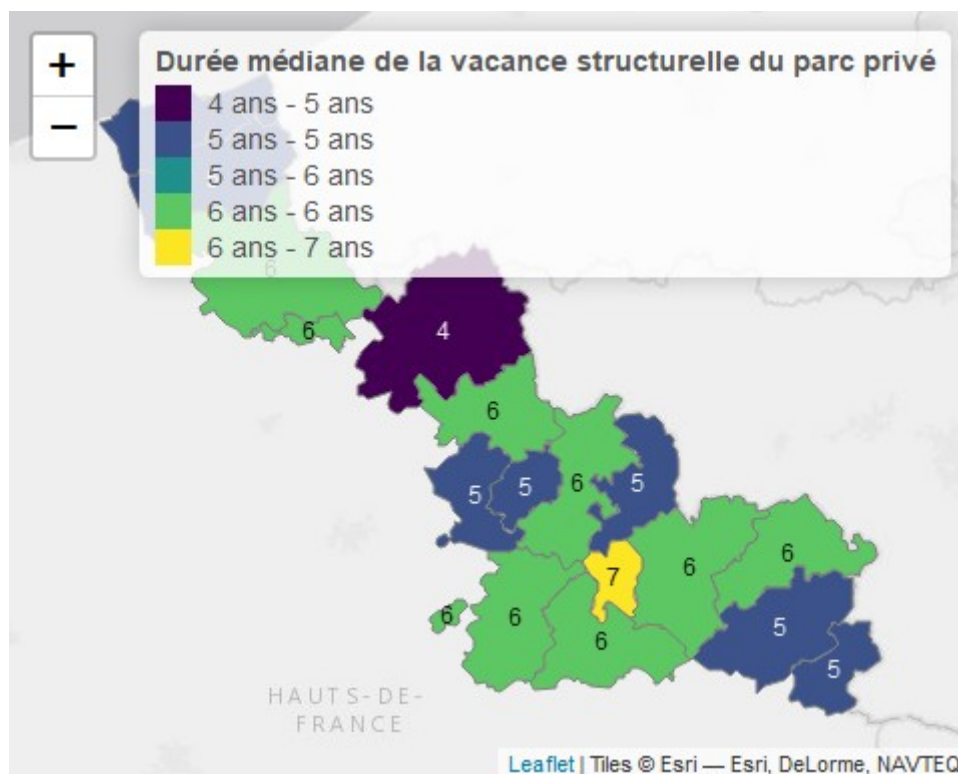 +
−
Durée médiane de la vacance structurelle du parc privé
4 ans - 5 ans
5 ans - 5 ans
5 ans - 6 ans
6 ans - 6 ans
6 ans - 7 ans
6
6
4
6
5
5
6
5
7
6
6
6
6
6
5
5
HAUTS-DE-
FRANCE
Leaflet | Tiles © Esri — Esri, DeLorme, NAVTEQ